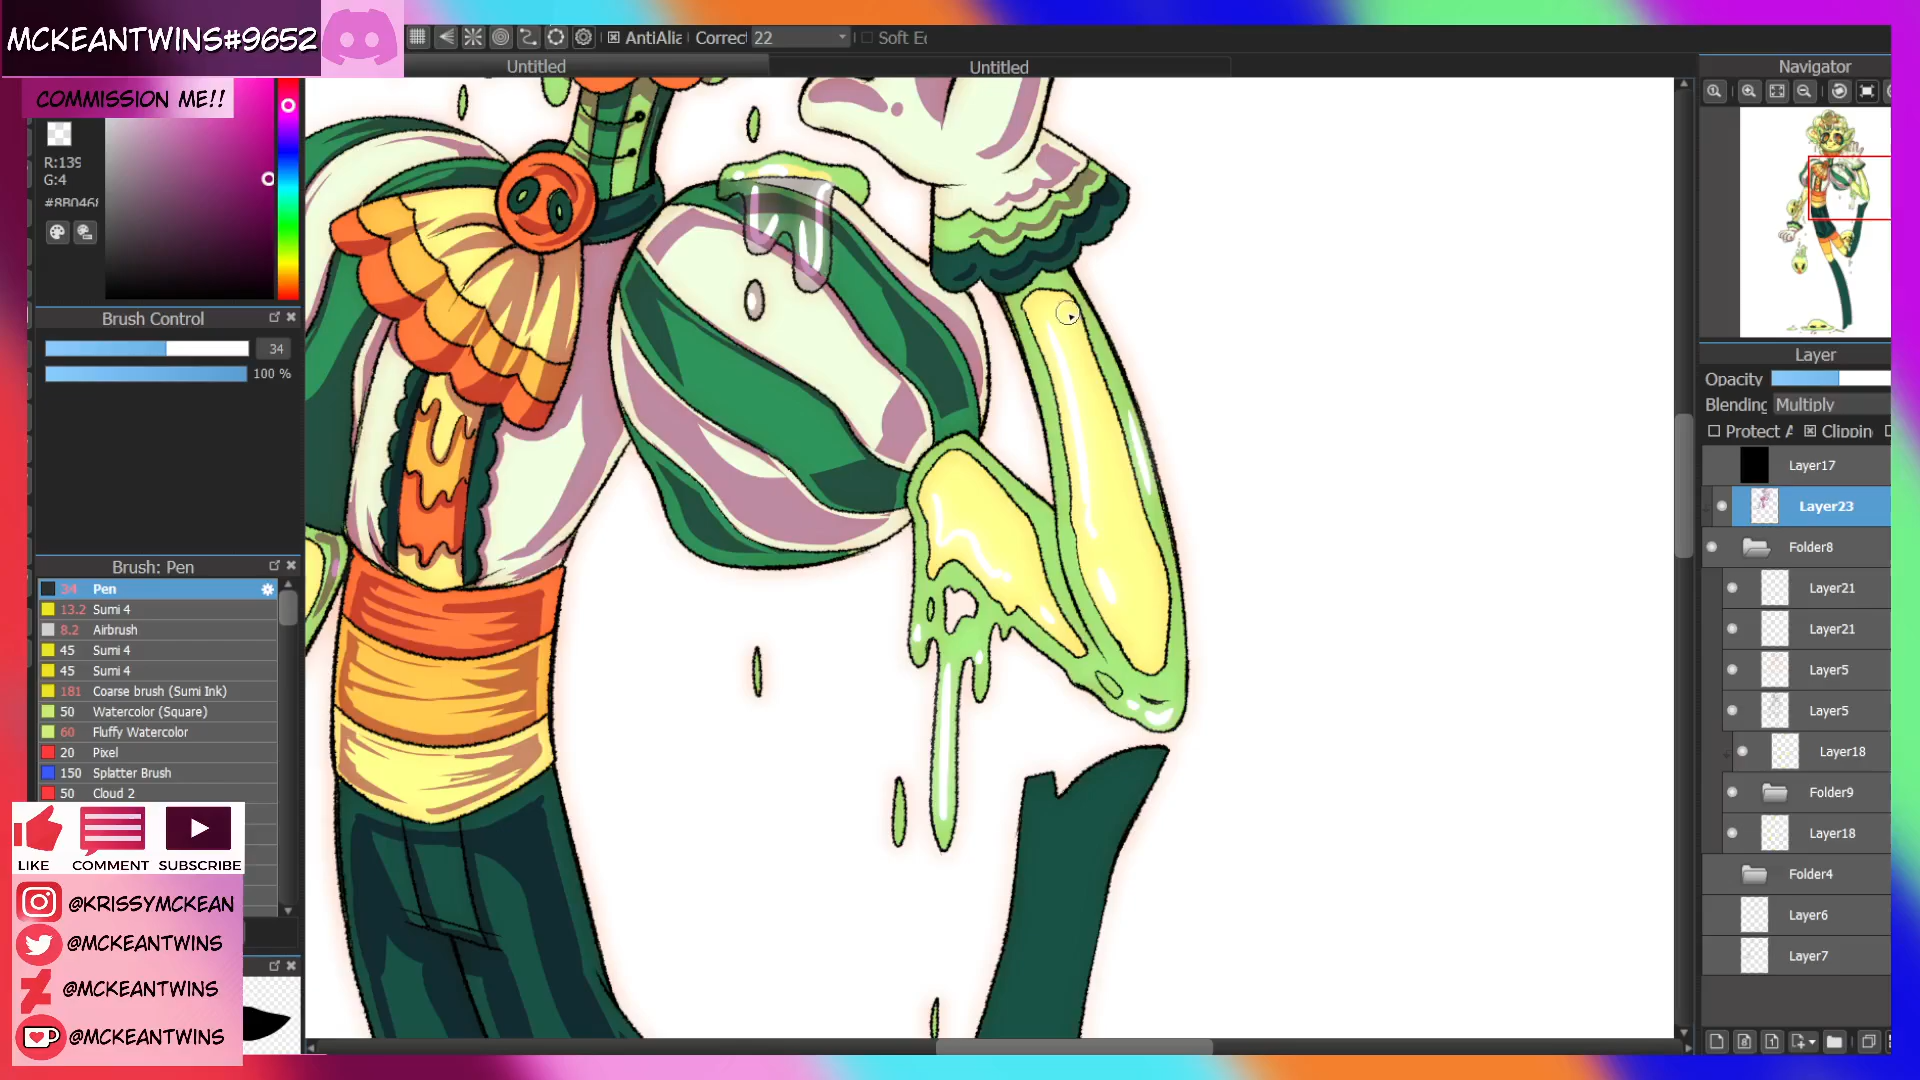 MCKEANTWINS#9652
COMMISSION ME!!
AntiAlia
Correct
22
Soft Ed
Untitled
Untitled
Navigator
R:139
G:4
Brush Control
34
100 %
Brush: Pen
34 Pen
13.2 Sumi 4
8.2 Airbrush
45 Sumi 4
45 Sumi 4
181 Coarse brush (Sumi Ink)
50 Watercolor (Square)
60 Fluffy Watercolor
20 Pixel
150 Splatter Brush
50 Cloud 2
LIKE
COMMENT
SUBSCRIBE
@KRISSYMCKEAN
@MCKEANTWINS
@MCKEANTWINS
@MCKEANTWINS
Layer
Opacity
Blending
Multiply
Protect A
Clippin
Layer17
Layer23
Folder8
Layer21
Layer21
Layer5
Layer5
Layer18
Folder9
Layer18
Folder4
Layer6
Layer7